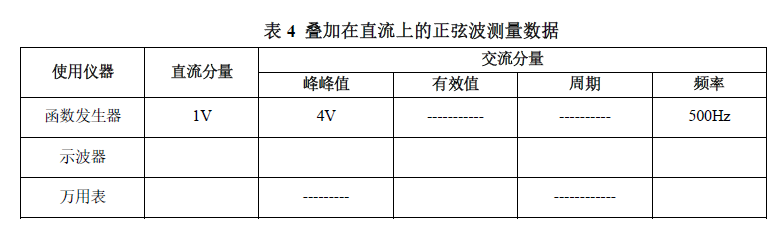 表 4 叠加在直流上的正弦波测量数据
使用仪器 直流分量 交流分量
峰峰值 有效值 周期 频率
函数发生器 1V 4V ----------- ---------- 500Hz
示波器
万用表 --------- ------------